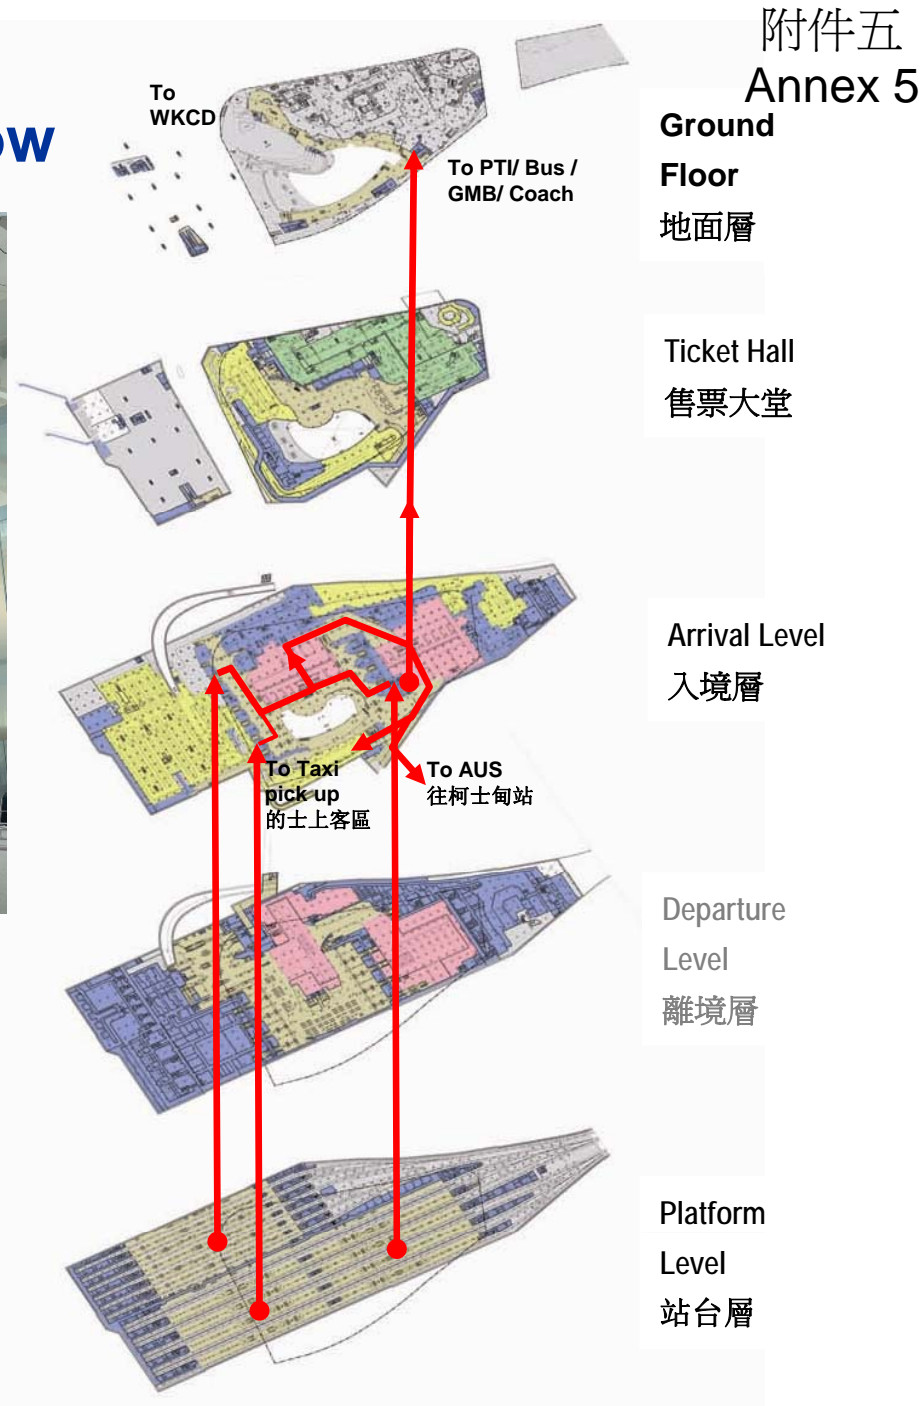 附件五
Annex 5
ow
To
WKCD
To PTI/ Bus /
GMB/ Coach
Ground
Floor
地面層
Ticket Hall
售票大堂
Arrival Level
入境層
To Taxi
pick up
的士上客區
To AUS
往柯士甸站
Departure
Level
離境層
Platform
Level
站台層